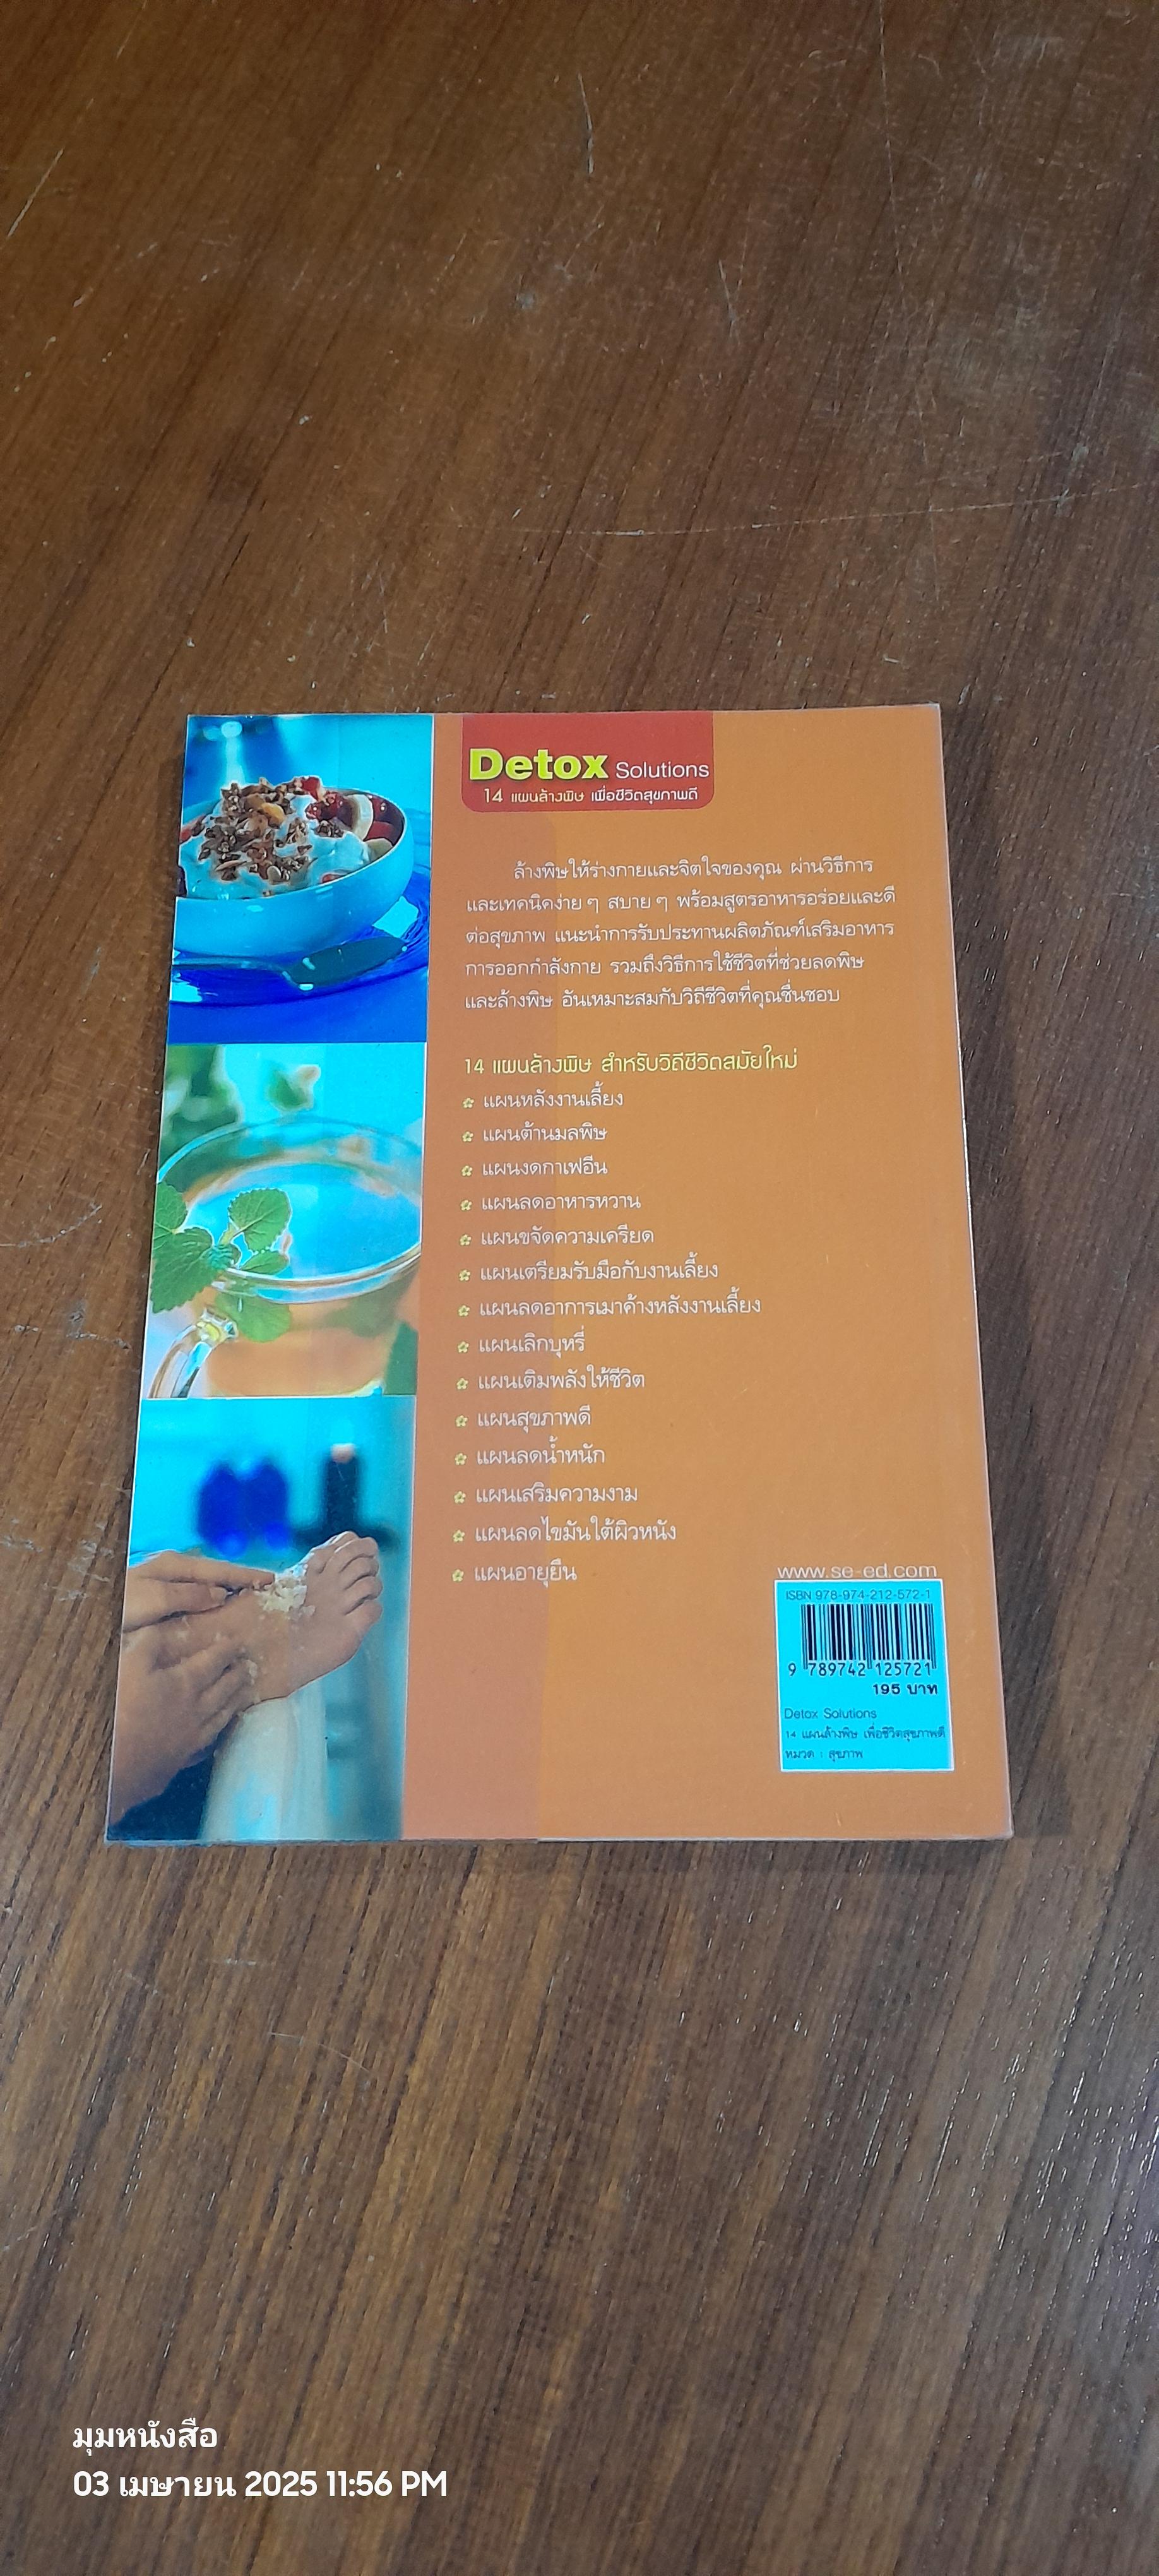 Detox Solutions
14 แผนล้างพิษ เพื่อชีวิตสุขภาพดี
ล้างพิษให้ร่างกายและจิตใจของคุณ ผ่านวิธีการ
และเทคนิคง่าย ๆ สบาย ๆ พร้อมสูตรอาหารอร่อยและดี
ต่อสุขภาพ แนะนำการรับประทานผลิตภัณฑ์เสริมอาหาร
การออกกำลังกาย รวมถึงวิธีการใช้ชีวิตที่ช่วยลดพิษ
และล้างพิษ อันเหมาะสมกับวิถีชีวิตที่คุณชื่นชอบ
14 แผนล้างพิษ สำหรับวิถีชีวิตสมัยใหม่
แผนหลังงานเลี้ยง
แผนต้านมลพิษ
แผนงดกาเฟอีน
แผนลดอาหารหวาน
แผนขจัดความเครียด
แผนเตรียมรับมือกับงานเลี้ยง
แผนลดอาการเมาค้างหลังงานเลี้ยง
แผนเลิกบุหรี่
แผนเติมพลังให้ชีวิต
แผนสุขภาพดี
แผนลดน้ำหนัก
แผนเสริมความงาม
แผนลดไขมันใต้ผิวหนัง
แผนอายุยืน
www.se-ed.com
ISBN 978-974-212-572-1
9 789742 125721
195 บาท
Detox Solutions
14 แผนล้างพิษ เพื่อชีวิตสุขภาพดี
หมวด : สุขภาพ
มุมหนังสือ
03 เมษายน 2025 11:56 PM